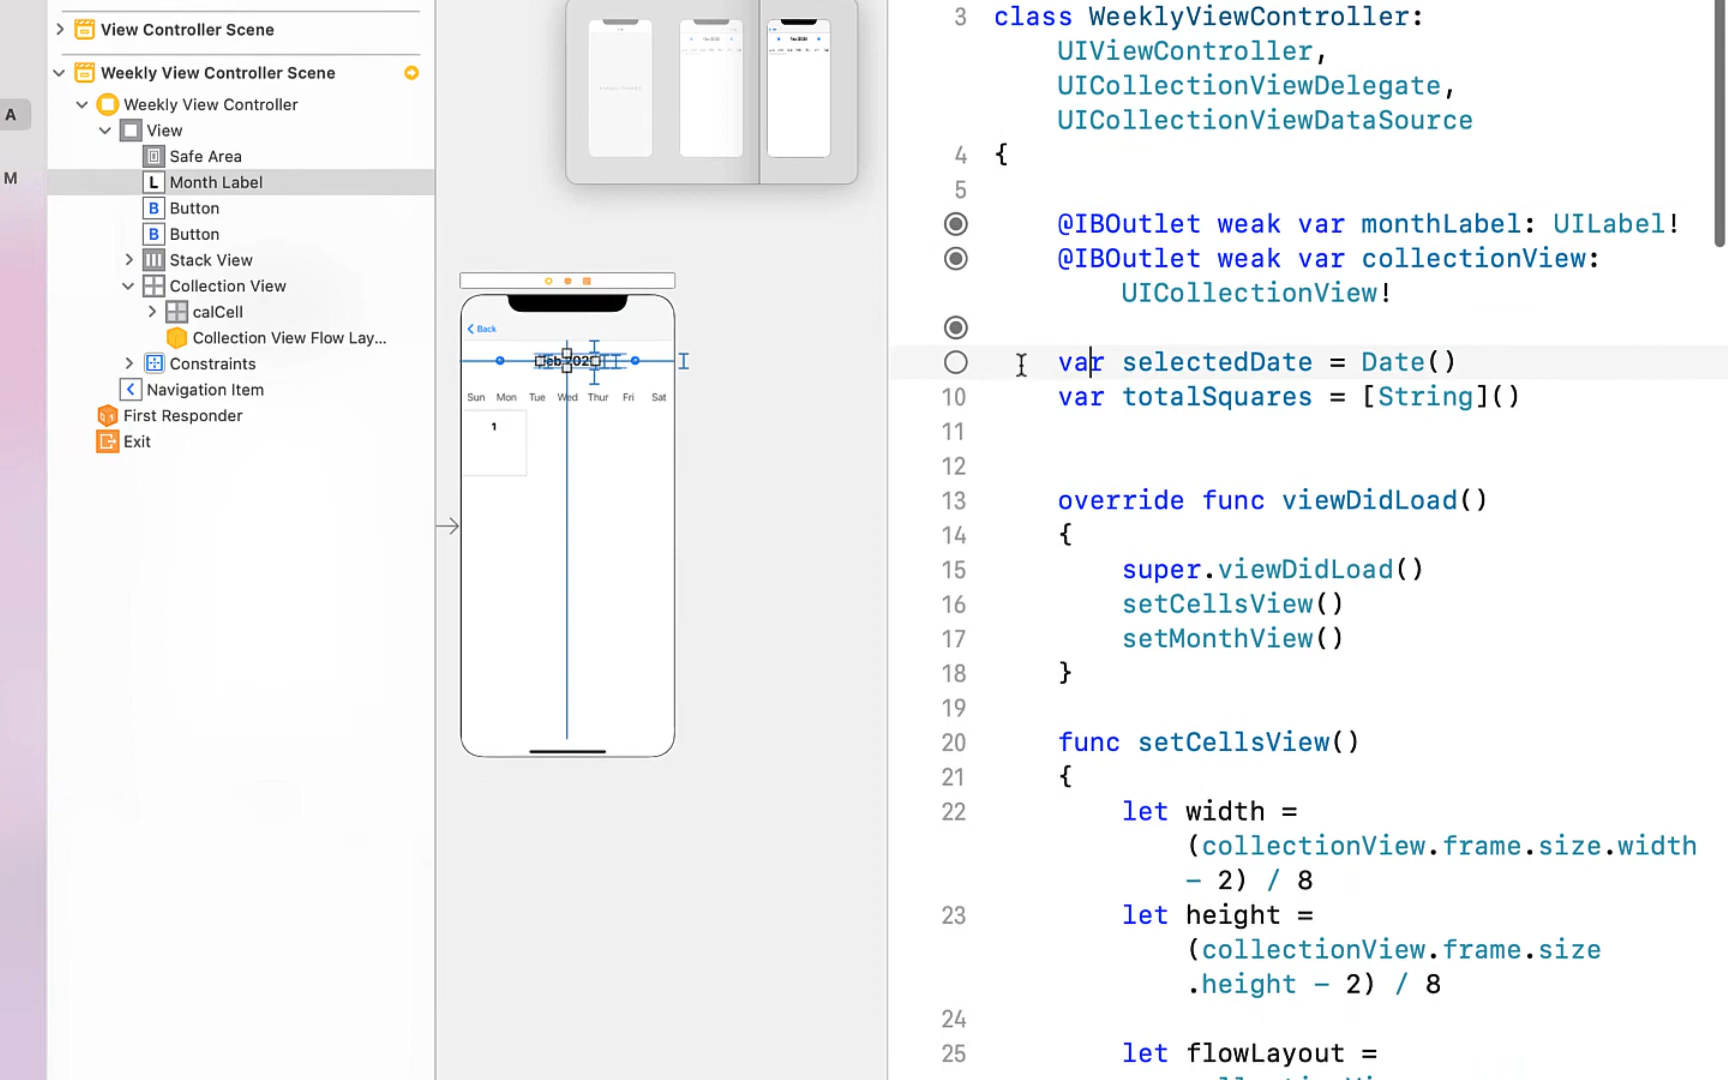 A
M
View Controller Scene
Weekly View Controller Scene
Weekly View Controller
View
Safe Area
L Month Label
B Button
B Button
Stack View
Collection View
calCell
Collection View Flow Lay...
Constraints
Navigation Item
First Responder
Exit
Back
Sun Mon Tue Wed Thur Fri Sat
1
3 class WeeklyViewController:
UIViewController,
UICollectionViewDelegate,
UICollectionViewDataSource
4 {
5
@IBOutlet weak var monthLabel: UILabel!
@IBOutlet weak var collectionView:
UICollectionView!
var selectedDate = Date()
10 var totalSquares = [String]()
11
12
13 override func viewDidLoad()
14 {
15 super.viewDidLoad()
16 setCellsView()
17 setMonthView()
18 }
19
20 func setCellsView()
21 {
22 let width =
(collectionView.frame.size.width
- 2) / 8
23 let height =
(collectionView.frame.size
.height - 2) / 8
24
25 let flowLayout =